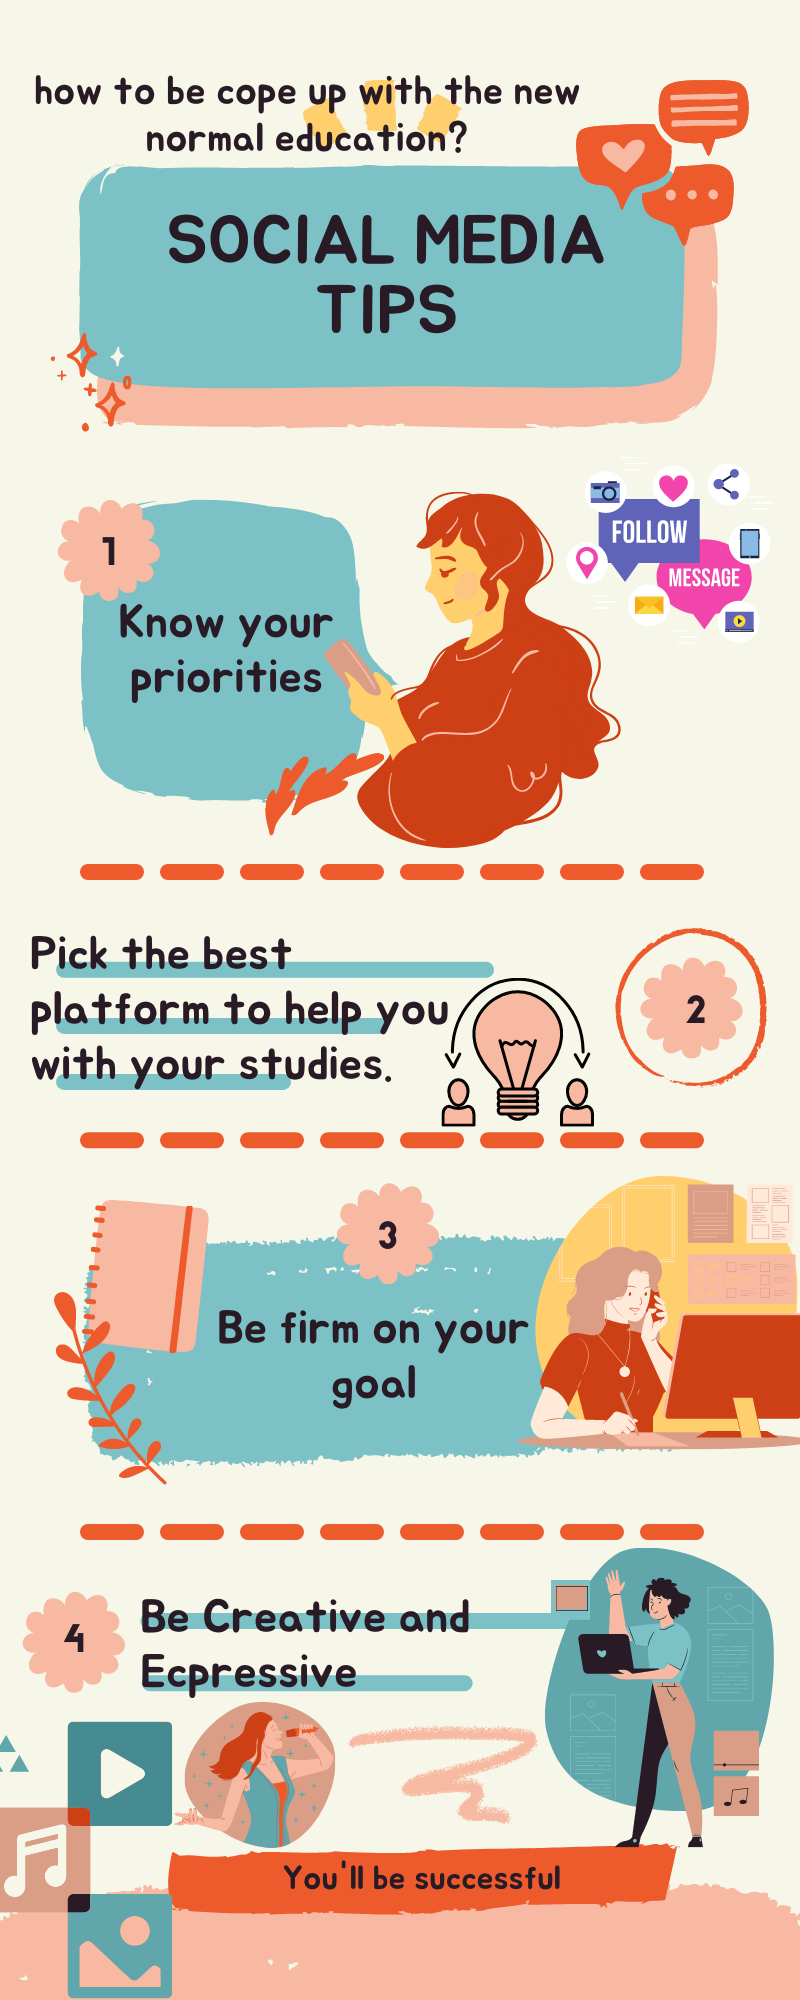 how to be cope up with the new
normal education?
SOCIAL MEDIA
TIPS
1
Know your
priorities
FOLLOW
MESSAGE
Pick the best
platform to help you
with your studies.
2
3
Be firm on your
goal
4
Be Creative and
Ecpressive
You'll be successful